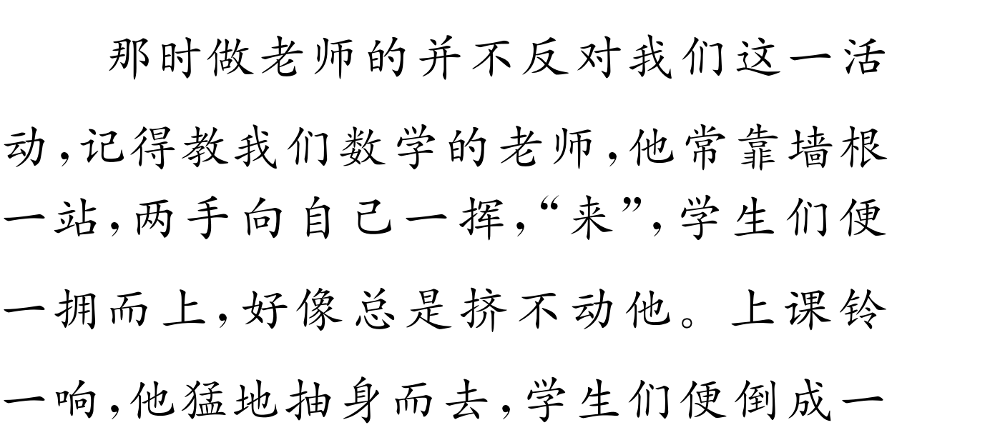 那时做老师的并不反对我们这一活
动,记得教我们数学的老师,他常靠墙根
一站,两手向自己一挥,“来”,学生们便
一拥而上,好像总是挤不动他。上课铃
一响,他猛地抽身而去,学生们便倒成一